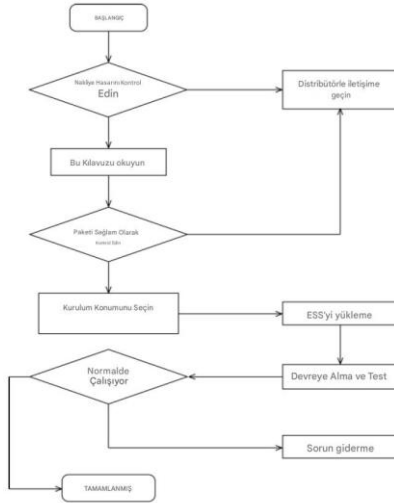 BAŞLANGIÇ
Nakliye Hasarını Kontrol
Edin
Distribütörle iletişime
geçin
Bu Kılavuzu okuyun
Paketi Sağlam Olarak
Kontrol Edin
Kurulum Konumunu Seçin
ESS'yi yükleme
Normalde
Çalışıyor
Devreye Alma ve Test
Sorun giderme
TAMAMLANMIŞ